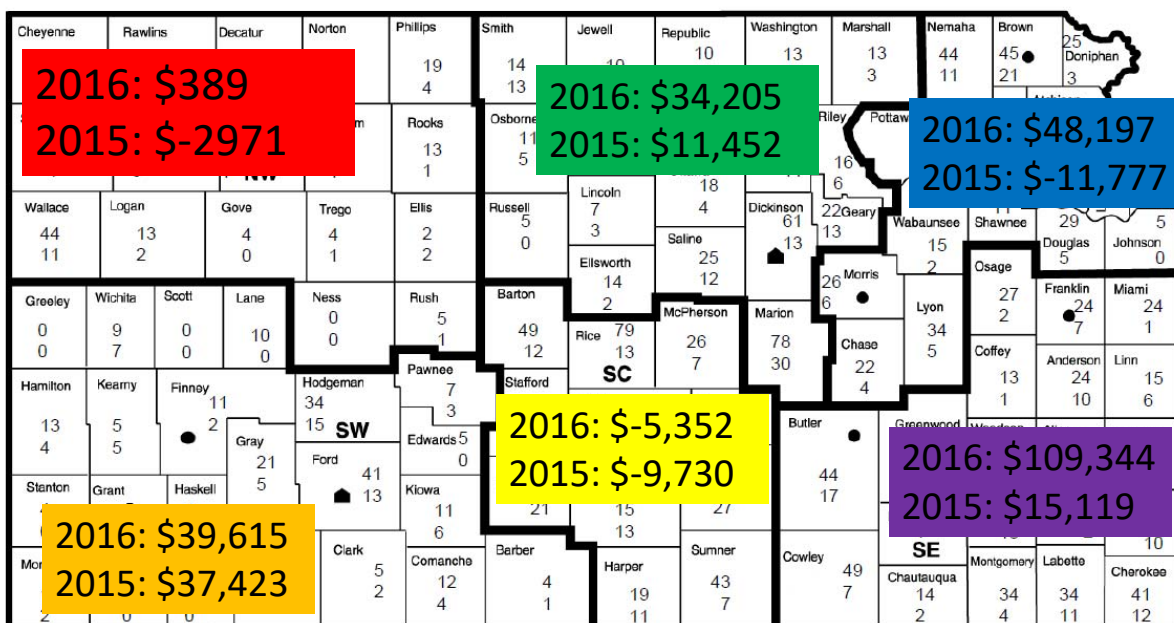 Cheyenne Rawlins Decatur Norton Phillips Smith Jewell Republic Washington Marshall Nemaha Brown
Doniphan
19 14 10 13 13 44 45 25
4 13 3 11 21 3
2016: $389
2015: $-2971
2016: $34,205
2015: $11,452
2016: $48,197
2015: $-11,777
Rooks Osborne Riley
13 11 16
1 5 6
NW
18
4
Wallace Logan Gove Trego Ellis Russell Lincoln Saline Dickinson Geary Wabaunsee Shawnee Douglas Johnson
44 13 4 4 2 5 7 25 61 22 15 29 5
11 2 0 1 2 0 3 12 13 13 2 5 0
Ellsworth Morris Osage
14 26 27
2 6 2
Greeley Wichita Scott Lane Ness Rush Barton Rice McPherson Marion Chase Lyon Franklin Miami
0 9 0 10 0 5 49 79 26 78 22 34 24 24
0 7 0 0 0 1 12 13 7 30 4 5 7 1
SC
Coffey Anderson Linn
13 24 15
1 10 6
Hamilton Kearny Finney Hodgeman Pawnee Stafford
13 5 11 34 7
4 5 2 15 3
SW
Gray Ford Edwards Kiowa Butler Greenwood
21 41 5 11 44
5 13 0 6 17
2016: $-5,352
2015: $-9,730
2016: $109,344
2015: $15,119
Stanton Grant Haskell
21 15 27
13
2016: $39,615
2015: $37,423
Clark Comanche Barber Harper Sumner Cowley
5 12 4 19 43 49
2 4 1 11 7 7
SE
10
Chautauqua Montgomery Labette Cherokee
14 34 34 41
2 4 11 12
2 0 0